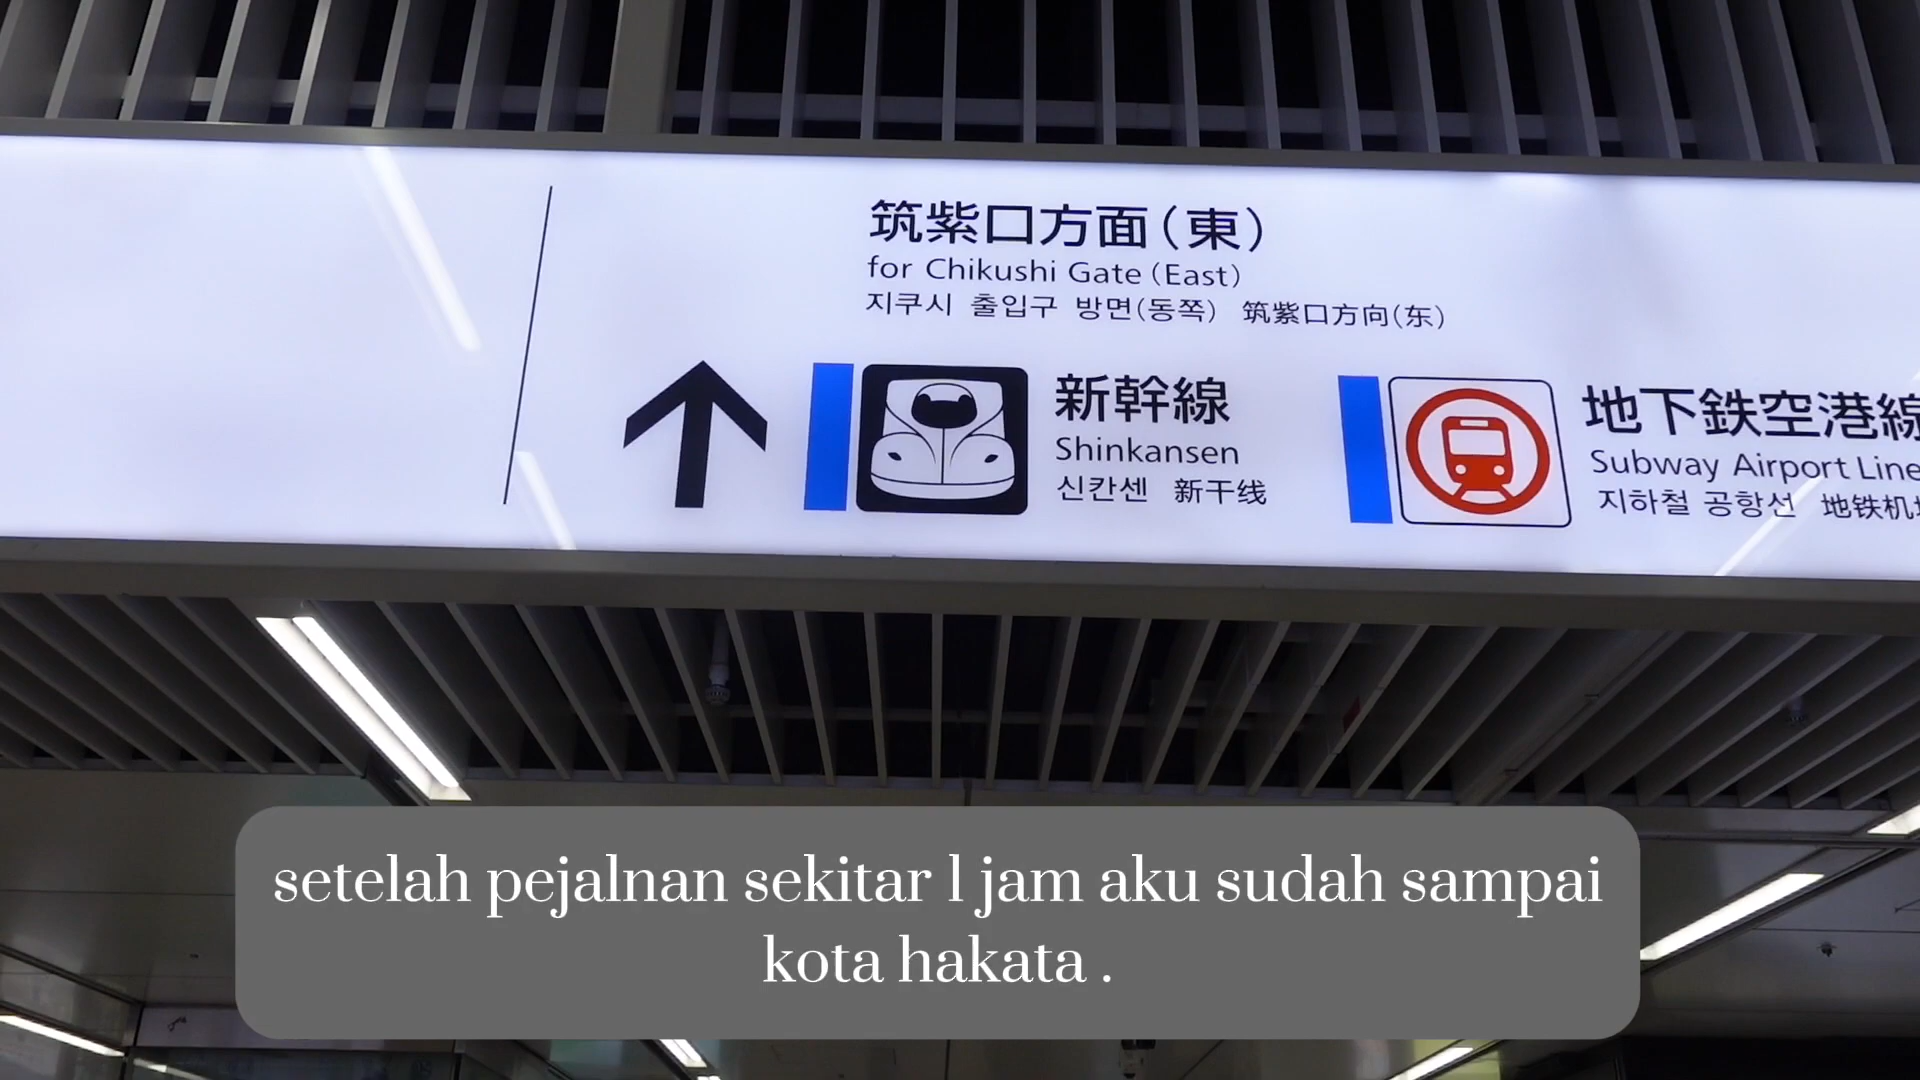 筑紫口方面（東）
for Chikushi Gate (East)
지쿠시 출입구 방면(동쪽) 筑紫口方向(东)
新幹線
Shinkansen
신칸센 新干线
地下鉄空港線
Subway Airport Line
지하철 공항선 地铁机
setelah pejalnan sekitar 1 jam aku sudah sampai
kota hakata .